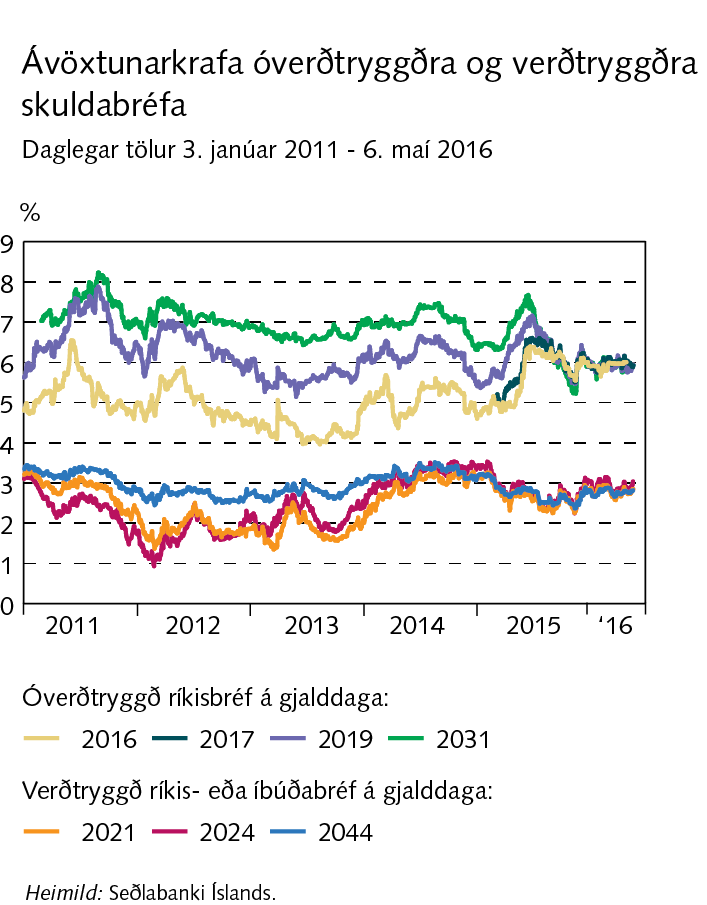 Ávöxtunarkrafa óverðtryggðra og verðtryggðra
skuldabréfa
Daglegar tölur 3. janúar 2011 - 6. maí 2016
%
9
8
7
6
5
4
3
2
1
0
2011 2012 2013 2014 2015 ‘16
Óverðtryggð ríkisbréf á gjalddaga:
2016 2017 2019 2031
Verðtryggð ríkis- eða íbúðabréf á gjalddaga:
2021 2024 2044
Heimild: Seðlabanki Íslands.